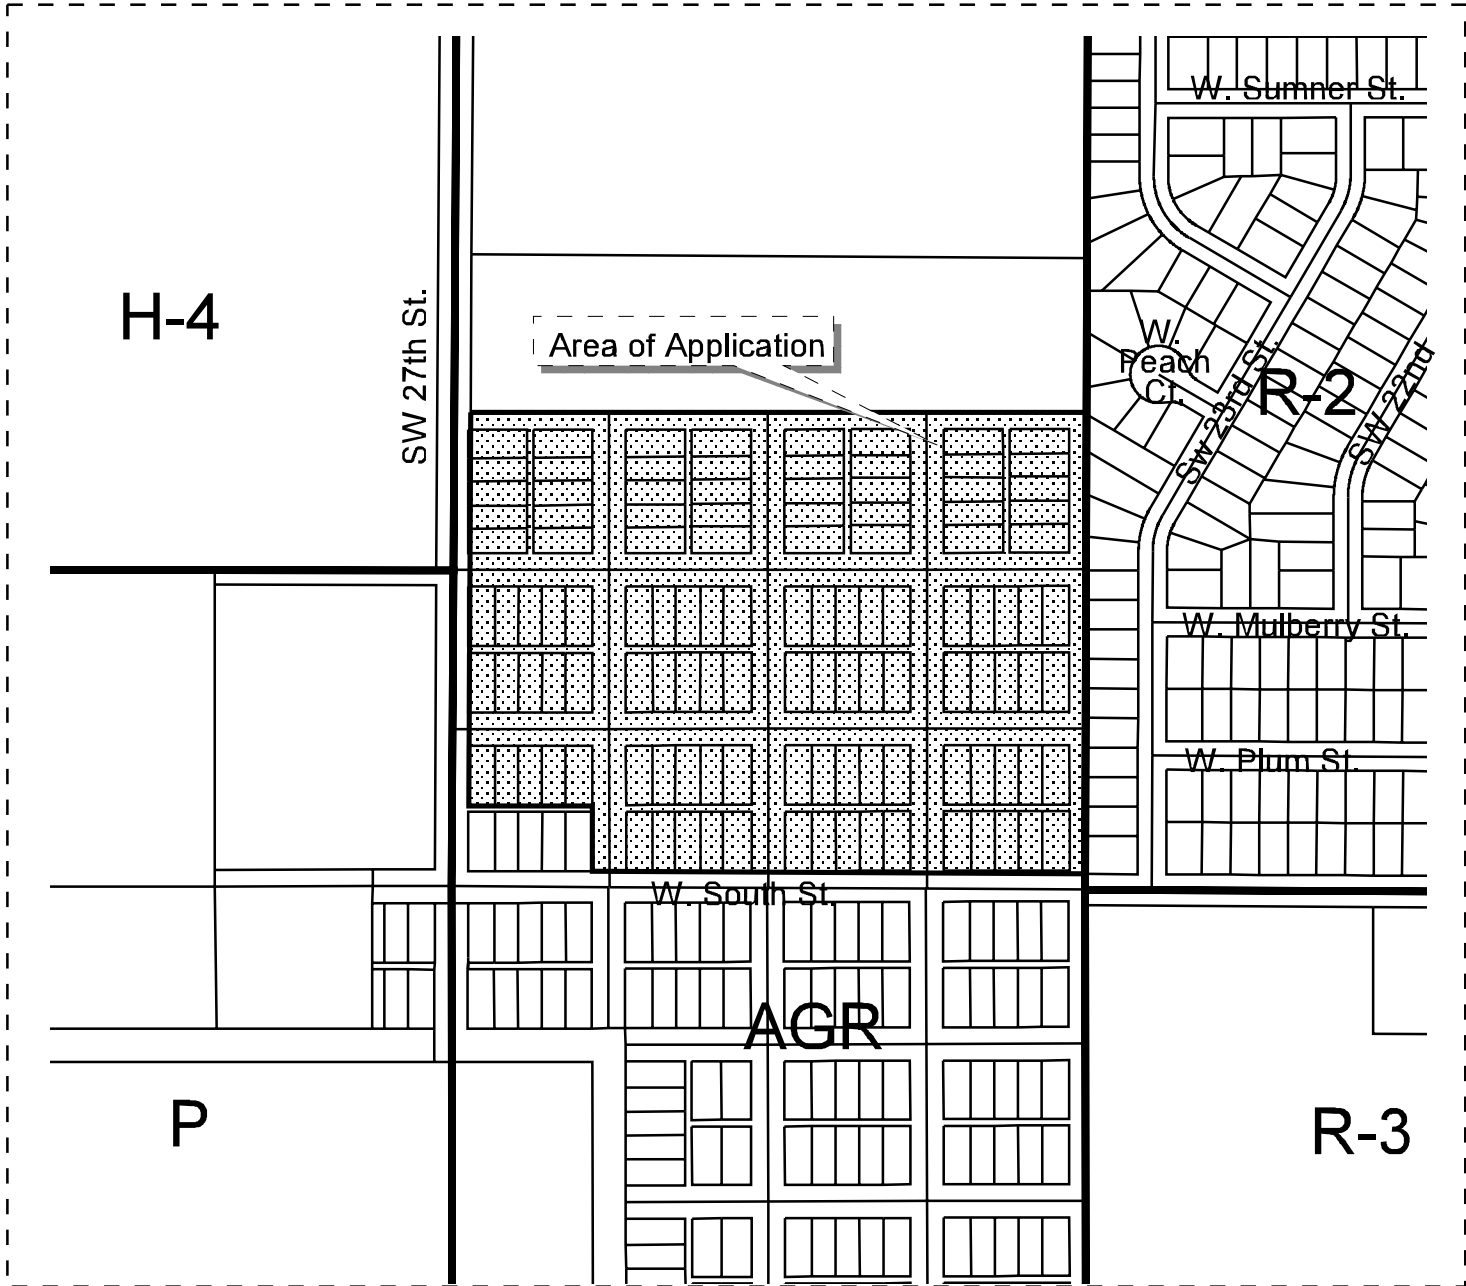 W. Sumner St.
H-4
SW 27th St.
Area of Application
W.
Peach
Ct.
SW 23rd St.
R-2
SW 22nd
W. Mulberry St.
W. Plum St.
W. South St.
AGR
P
R-3